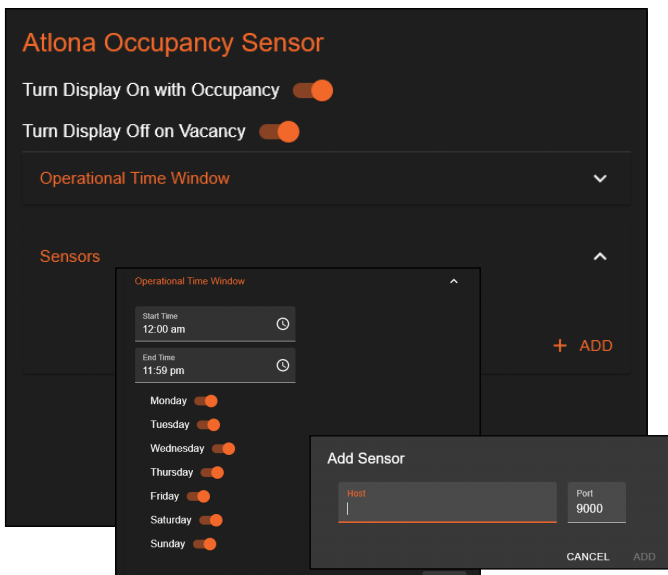 Atlona Occupancy Sensor
Turn Display On with Occupancy
Turn Display Off on Vacancy
Operational Time Window
Sensors
+ ADD
Operational Time Window
Start Time
12:00 am
End Time
11:59 pm
Monday
Tuesday
Wednesday
Thursday
Friday
Saturday
Sunday
Add Sensor
Host
Port
9000
CANCEL ADD